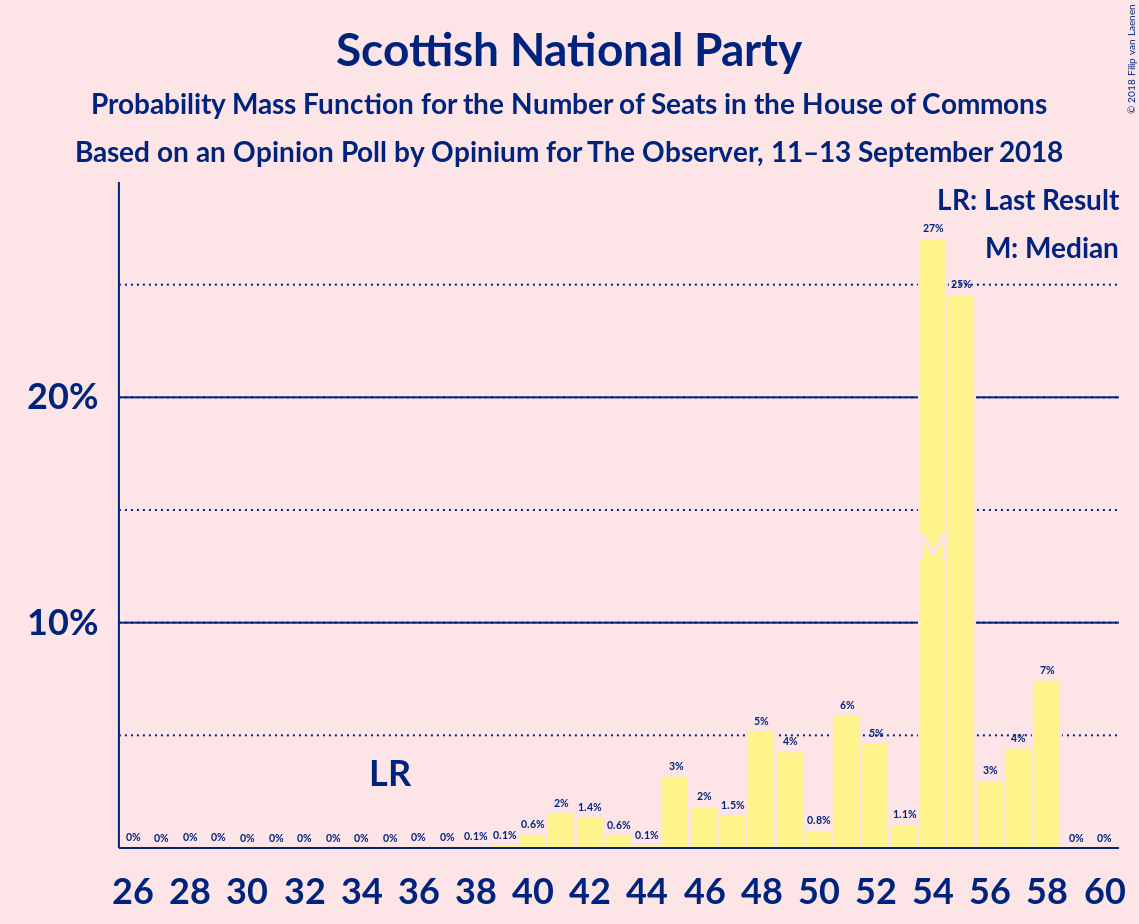 © 2018 Filip van Laenen
Scottish National Party
Probability Mass Function for the Number of Seats in the House of Commons
Based on an Opinion Poll by Opinium for The Observer, 11–13 September 2018
LR: Last Result
M: Median
20%
10%
LR
M
0% 0% 0% 0% 0% 0% 0% 0% 0% 0% 0% 0% 0.1% 0.1% 0.6% 2% 1.4% 0.6% 0.1% 3% 2% 1.5% 5% 4% 0.8% 6% 5% 1.1% 27% 25% 3% 4% 7% 0% 0%
26 28 30 32 34 36 38 40 42 44 46 48 50 52 54 56 58 60